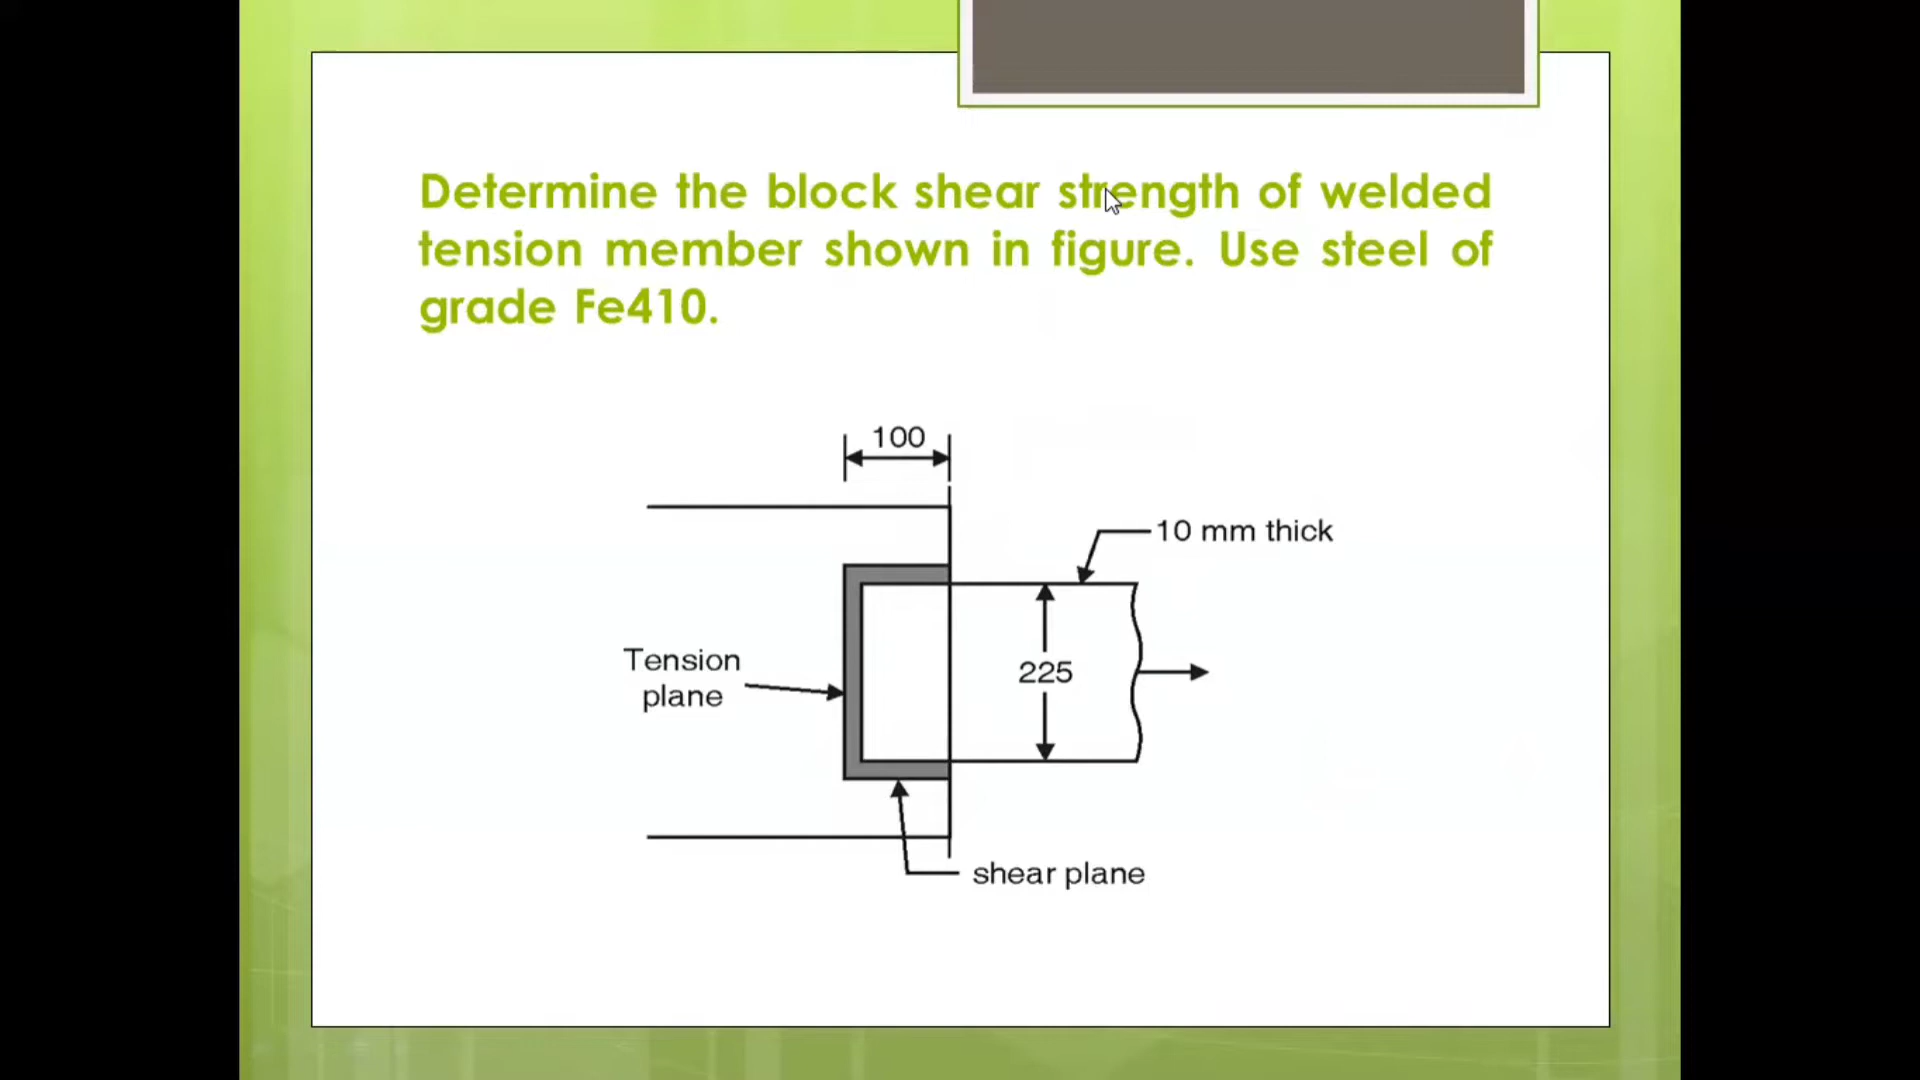 Determine the block shear strength of welded
tension member shown in figure. Use steel of
grade Fe410.
100
10 mm thick
Tension
plane
225
shear plane